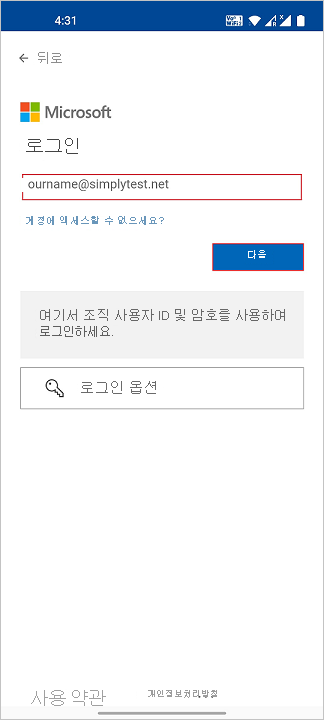 4:31
뒤로
Microsoft
로그인
ourname@simplytest.net
계정에 액세스할 수 없으세요?
다음
여기서 조직 사용자 ID 및 암호를 사용하여
로그인하세요.
로그인 옵션
사용 약관 개인정보처리방침